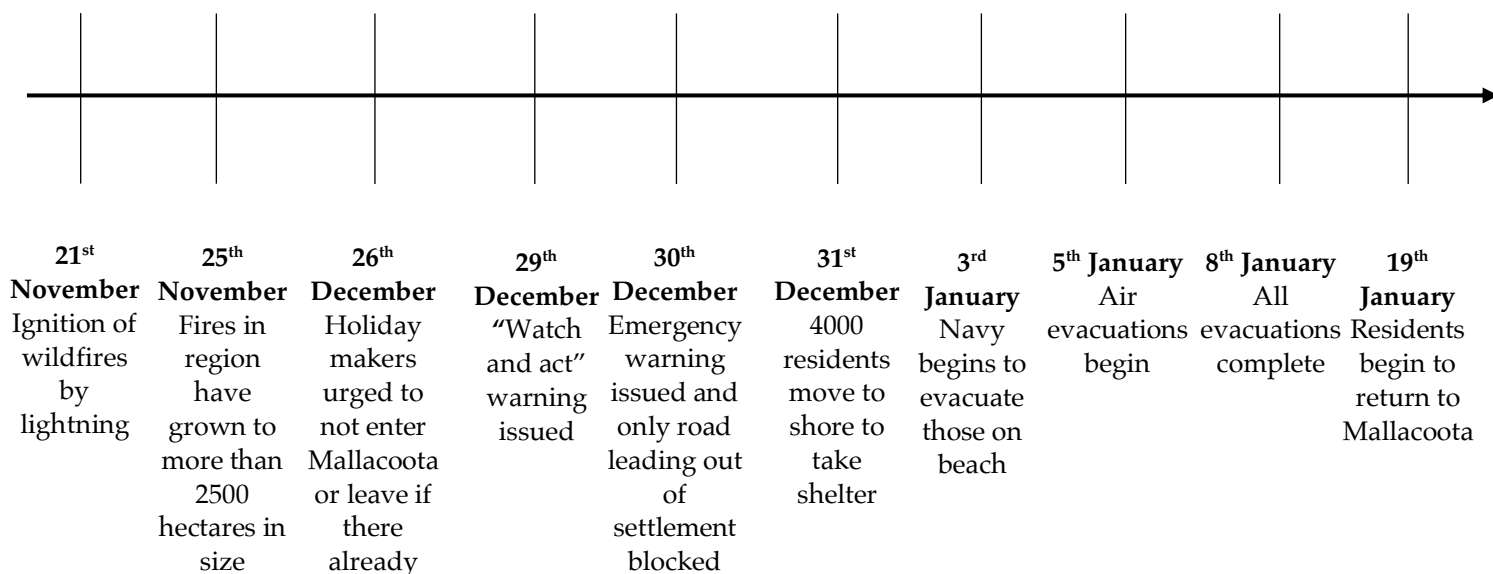 21st
November
Ignition of
wildfires
by
lightning
25th
November
Fires in
region
have
grown to
more than
2500
hectares in
size
26th
December
Holiday
makers
urged to
not enter
Mallacoota
or leave if
there
already
29th
December
“Watch
and act”
warning
issued
30th
December
Emergency
warning
issued and
only road
leading out
of
settlement
blocked
31st
December
4000
residents
move to
shore to
take
shelter
3rd
January
Navy
begins to
evacuate
those on
beach
5th January
Air
evacuations
begin
8th January
All
evacuations
complete
19th
January
Residents
begin to
return to
Mallacoota